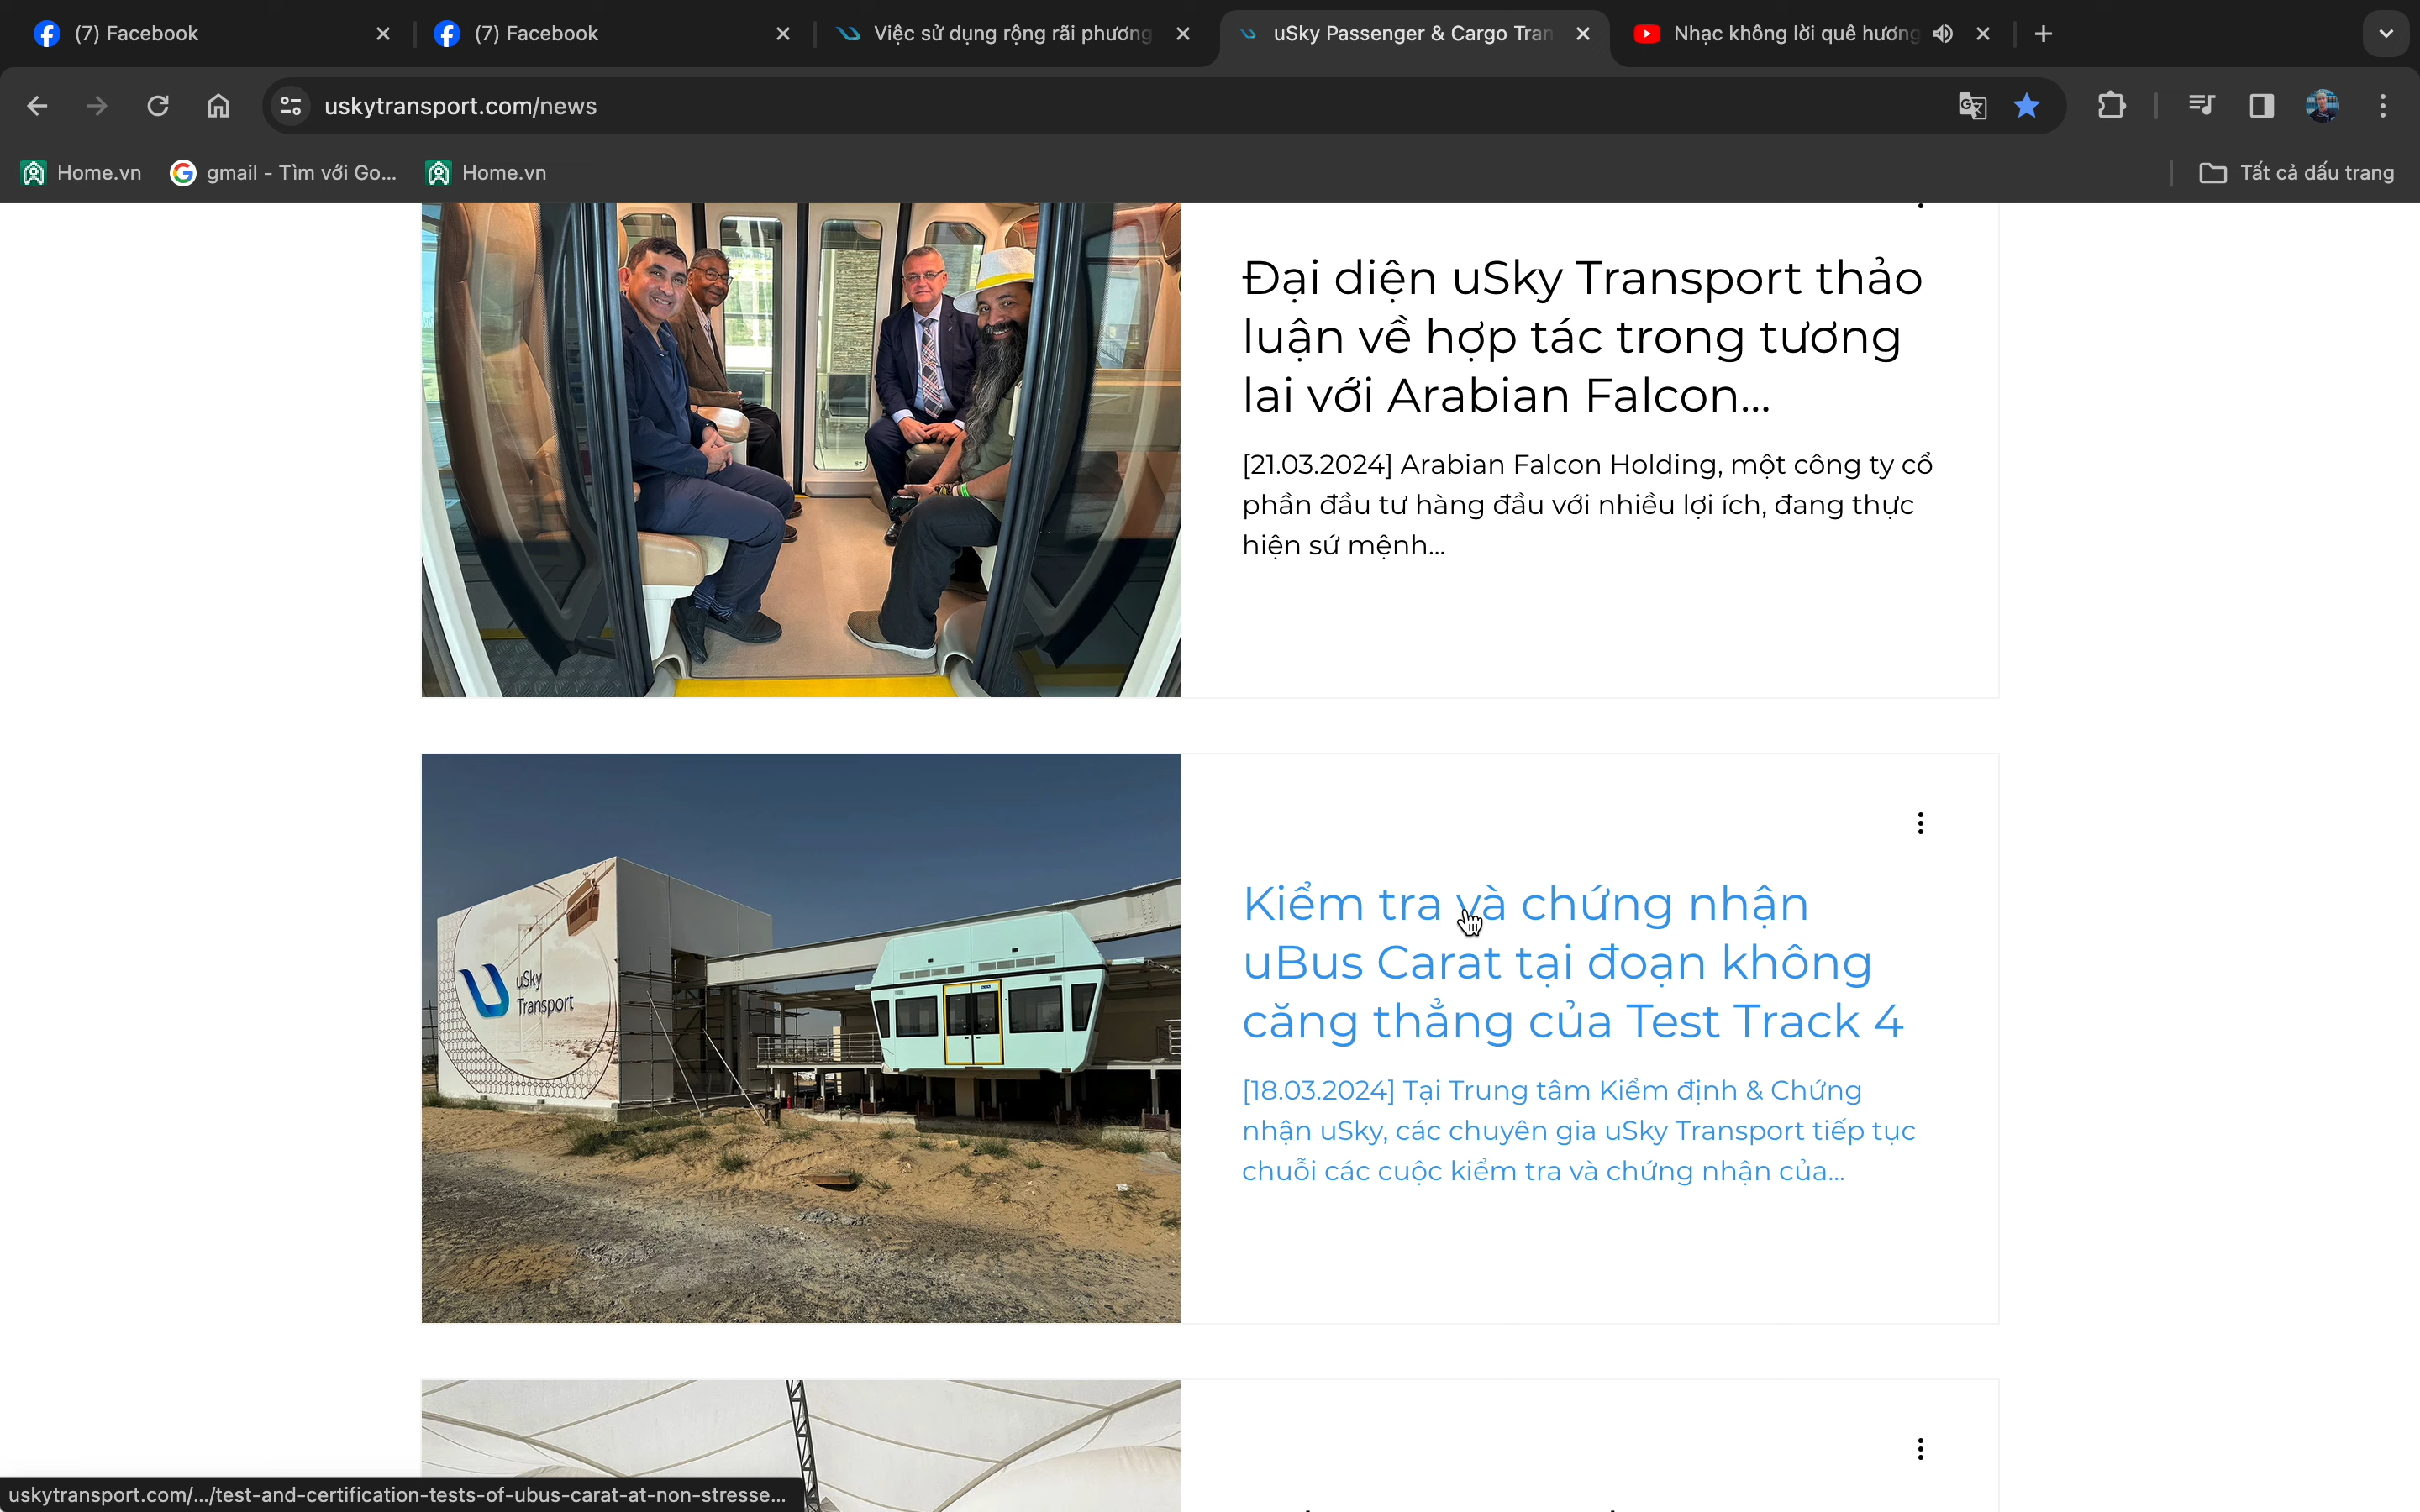 (7) Facebook
(7) Facebook
Việc sử dụng rộng rãi phương
uSky Passenger & Cargo Tran
Nhạc không lời quê hương
uskytransport.com/news
Home.vn
gmail - Tìm với Go...
Home.vn
Tất cả dấu trang
Đại diện uSky Transport thảo
luận về hợp tác trong tương
lai với Arabian Falcon...
[21.03.2024] Arabian Falcon Holding, một công ty cổ
phần đầu tư hàng đầu với nhiều lợi ích, đang thực
hiện sứ mệnh...
uSky
Transport
Kiểm tra và chứng nhận
uBus Carat tại đoạn không
căng thẳng của Test Track 4
[18.03.2024] Tại Trung tâm Kiểm định & Chứng
nhận uSky, các chuyên gia uSky Transport tiếp tục
chuỗi các cuộc kiểm tra và chứng nhận của...
uskytransport.com/.../test-and-certification-tests-of-ubus-carat-at-non-stresse...